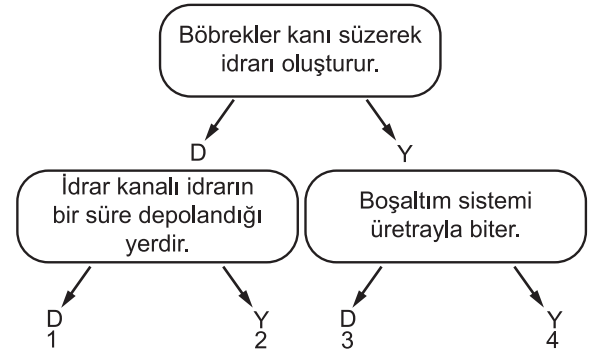 Böbrekler kanı süzerek
idrarı oluşturur.
D
Y
İdrar kanalı idrarın
bir süre depolandığı
yerdir.
Boşaltım sistemi
üretrayla biter.
D
Y
D
Y
1
2
3
4